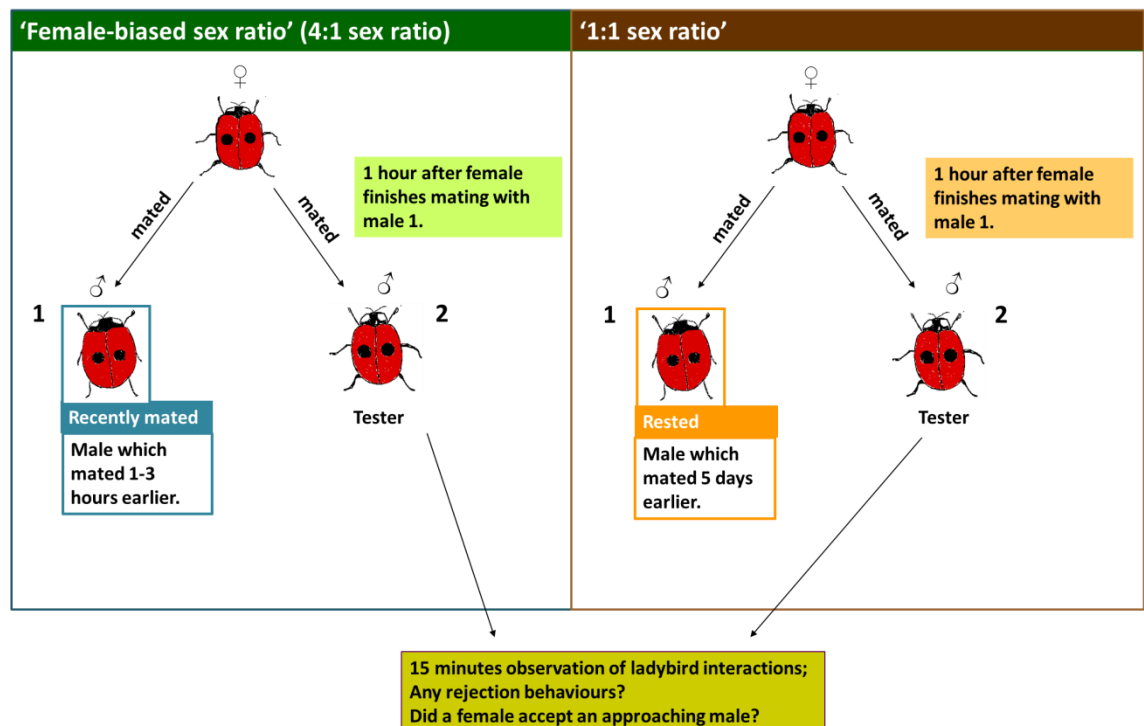 'Female-biased sex ratio' (4:1 sex ratio)
♀
mated
mated
1 hour after female
finishes mating with
male 1.
1
♂
♂
2
Recently mated
Male which
mated 1-3
hours earlier.
Tester
'1:1 sex ratio'
♀
mated
mated
1 hour after female
finishes mating with
male 1.
1
♂
♂
2
Rested
Male which
mated 5 days
earlier.
Tester
15 minutes observation of ladybird interactions;
Any rejection behaviours?
Did a female accept an approaching male?